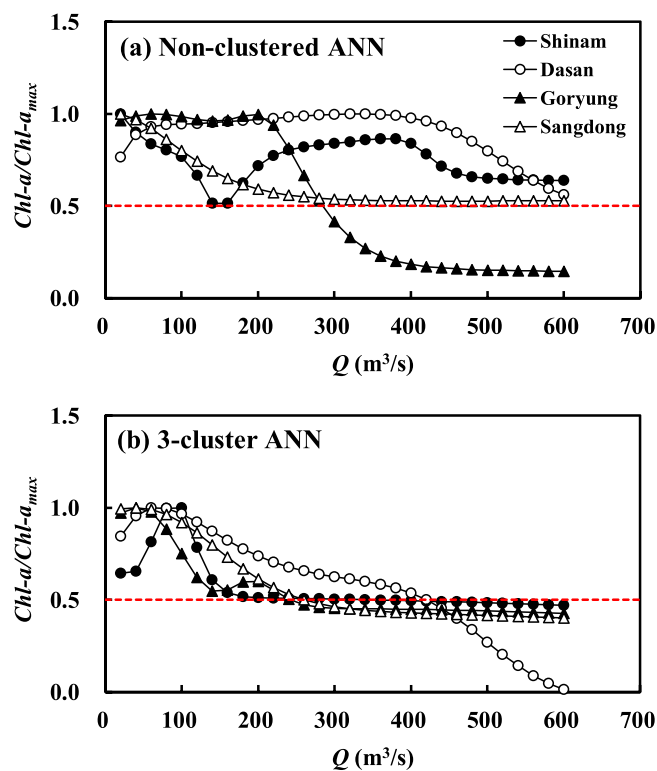 (a) Non-clustered ANN
Shinam
Dasan
Goryung
Sangdong
Chl-a/Chl-a_max
1.5
1.0
0.5
0.0
0 100 200 300 400 500 600 700
Q (m³/s)
(b) 3-cluster ANN
Chl-a/Chl-a_max
1.5
1.0
0.5
0.0
0 100 200 300 400 500 600 700
Q (m³/s)